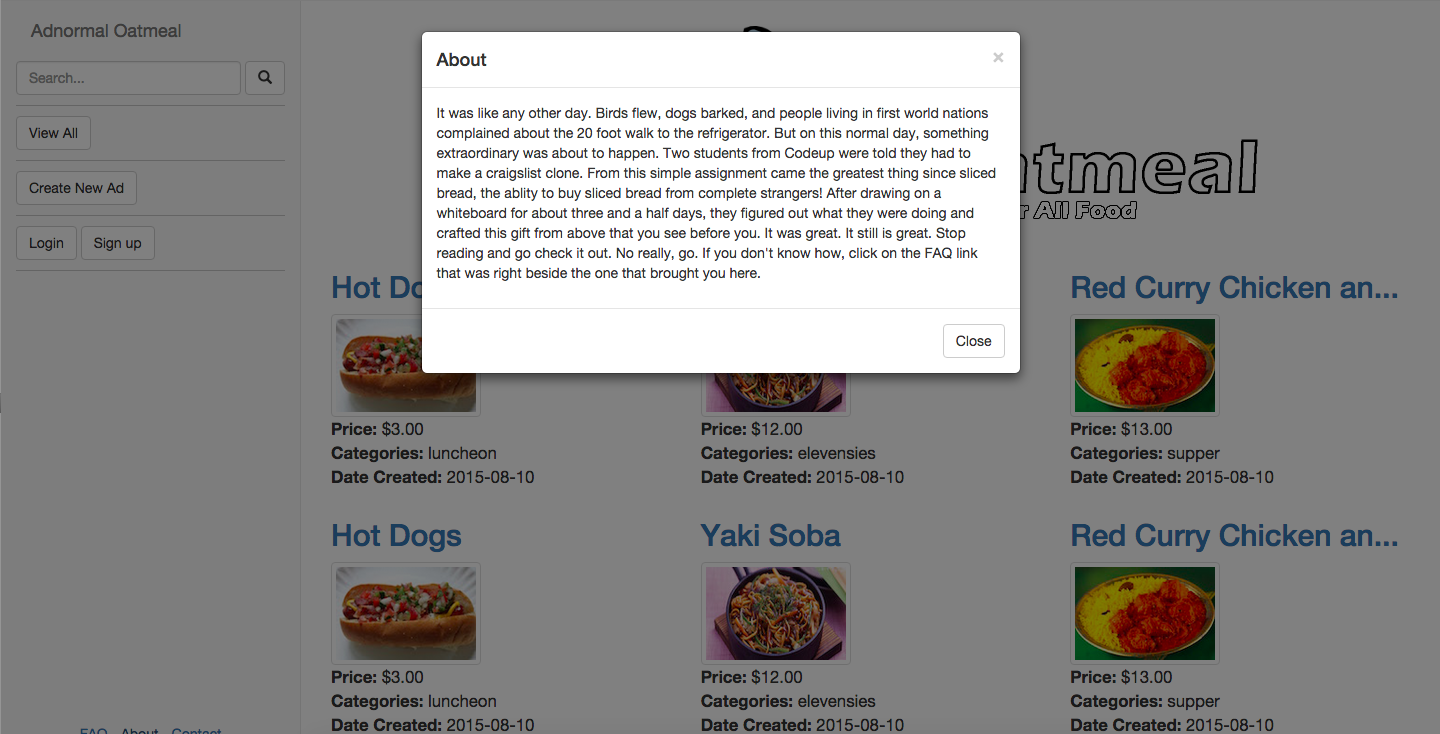 Adnormal Oatmeal
Search...
View All
Create New Ad
Login
Sign up
FAQ About Contact
About
×
It was like any other day. Birds flew, dogs barked, and people living in first world nations
complained about the 20 foot walk to the refrigerator. But on this normal day, something
extraordinary was about to happen. Two students from Codeup were told they had to
make a craigslist clone. From this simple assignment came the greatest thing since sliced
bread, the ablity to buy sliced bread from complete strangers! After drawing on a
whiteboard for about three and a half days, they figured out what they were doing and
crafted this gift from above that you see before you. It was great. It still is great. Stop
reading and go check it out. No really, go. If you don't know how, click on the FAQ link
that was right beside the one that brought you here.
Close
atmeal
r All Food
Hot Do
Price: $3.00
Categories: luncheon
Date Created: 2015-08-10
Price: $12.00
Categories: elevensies
Date Created: 2015-08-10
Red Curry Chicken an...
Price: $13.00
Categories: supper
Date Created: 2015-08-10
Hot Dogs
Price: $3.00
Categories: luncheon
Date Created: 2015-08-10
Yaki Soba
Price: $12.00
Categories: elevensies
Date Created: 2015-08-10
Red Curry Chicken an...
Price: $13.00
Categories: supper
Date Created: 2015-08-10